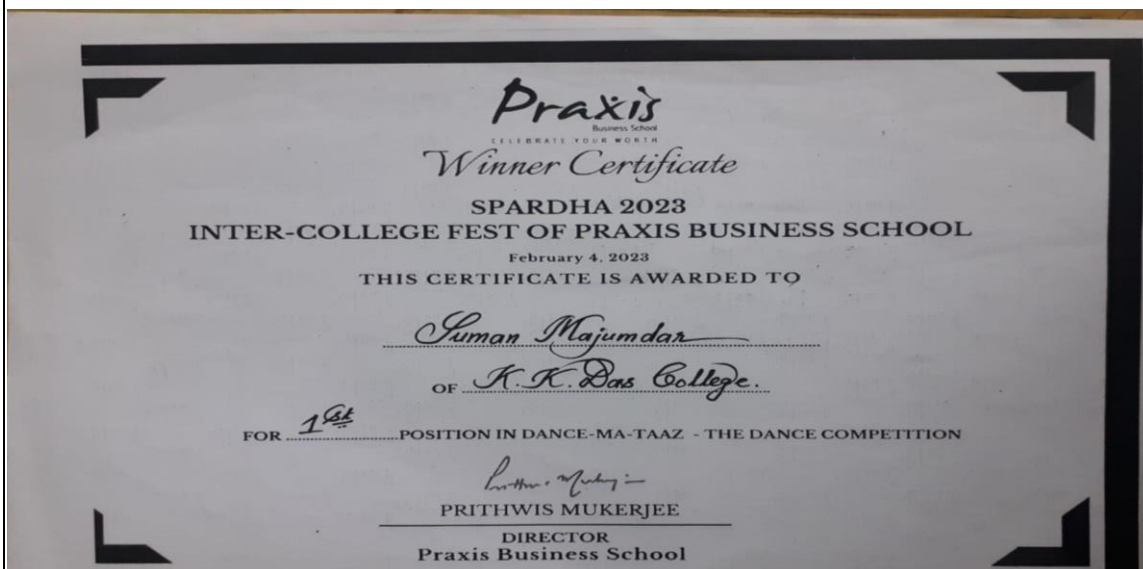 Praxis
Business School
CELEBRATE YOUR WORTH
Winner Certificate
SPARDHA 2023
INTER-COLLEGE FEST OF PRAXIS BUSINESS SCHOOL
February 4, 2023
THIS CERTIFICATE IS AWARDED TO
Suman Majumdar
OF K.K. Das College.
FOR 1st POSITION IN DANCE-MA-TAAZ - THE DANCE COMPETITION
PRITHWIS MUKERJEE
DIRECTOR
Praxis Business School